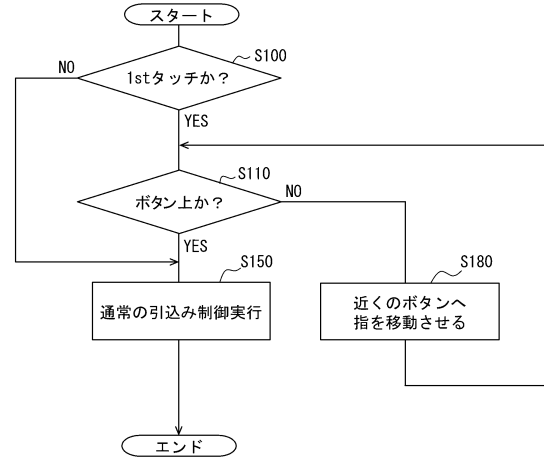 スタート
S100
NO
1stタッチか？
YES
S110
ボタン上か？
NO
YES
S150
S180
通常の引込み制御実行
近くのボタンへ
指を移動させる
エンド